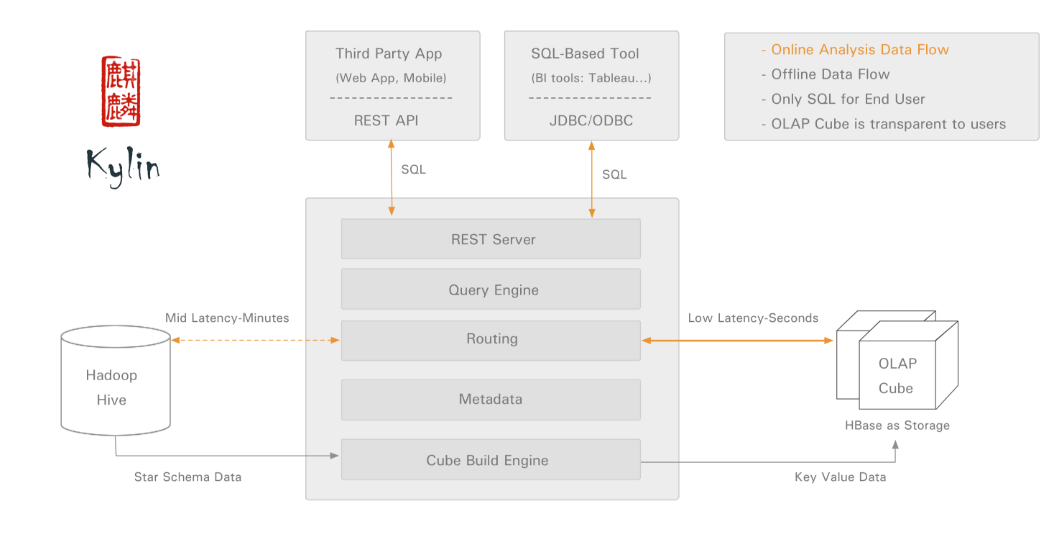 麒麟
Kylin
Third Party App
(Web App, Mobile)
REST API
SQL-Based Tool
(BI tools: Tableau...)
JDBC/ODBC
- Online Analysis Data Flow
- Offline Data Flow
- Only SQL for End User
- OLAP Cube is transparent to users
SQL
SQL
REST Server
Query Engine
Mid Latency-Minutes
Routing
Low Latency-Seconds
Hadoop
Hive
OLAP
Cube
Metadata
HBase as Storage
Cube Build Engine
Star Schema Data
Key Value Data